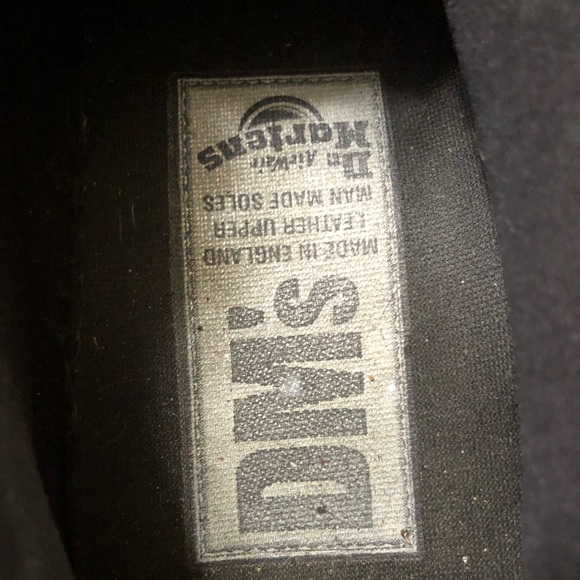 Dr.
Martens
AirWair
MAN MADE SOLES
LEATHER UPPER
MADE IN ENGLAND
DM's